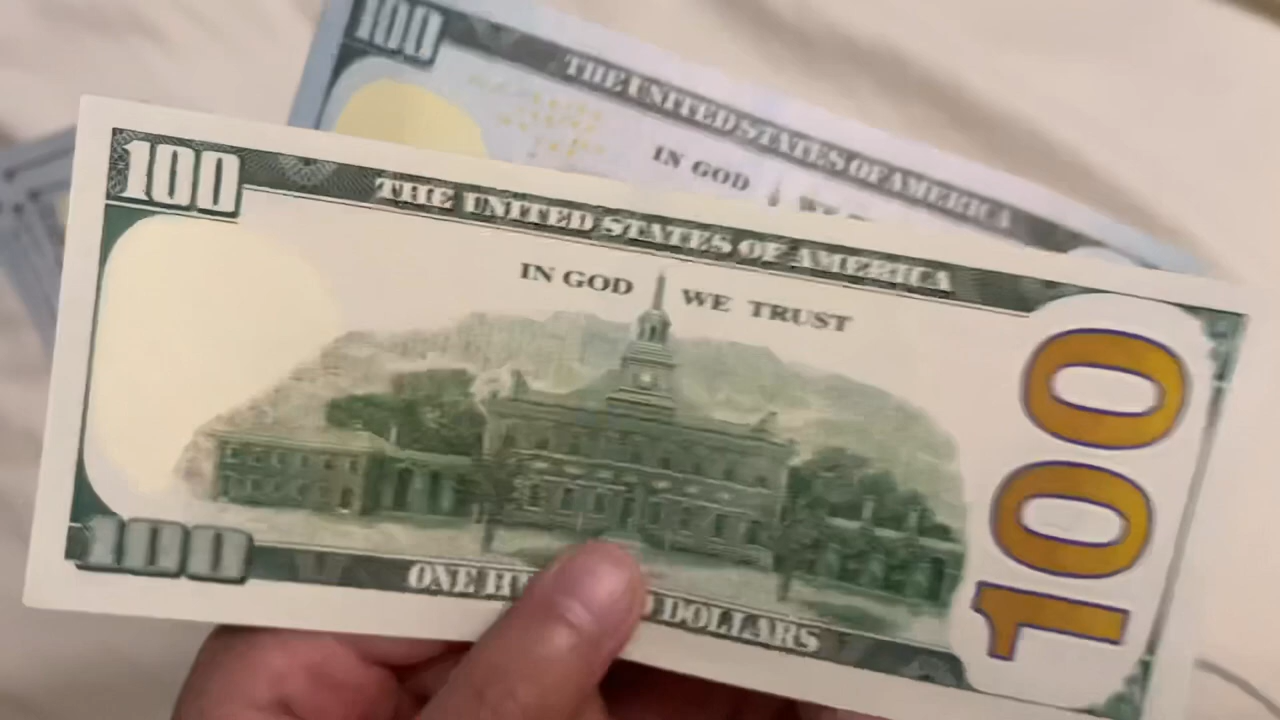 100
THE UNITED STATES OF AMERICA
IN GOD
100
THE UNITED STATES OF AMERICA
IN GOD WE TRUST
100
100
ONE DOLLARS